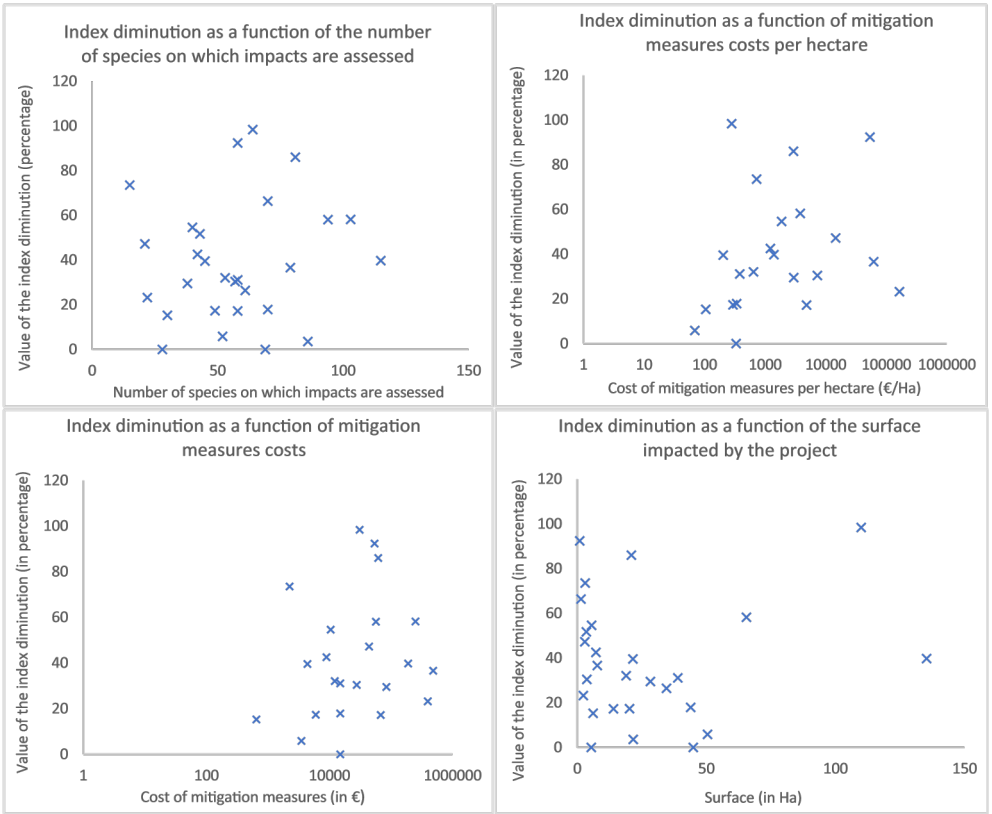 Index diminution as a function of the number
of species on which impacts are assessed
Value of the index diminution (percentage)
120
100
80
60
40
20
0
0 50 100 150
Number of species on which impacts are assessed
Index diminution as a function of mitigation
measures costs per hectare
Value of the index diminution (in percentage)
120
100
80
60
40
20
0
1 10 100 1000 10000 100000 1000000
Cost of mitigation measures per hectare (€/Ha)
Index diminution as a function of mitigation
measures costs
Value of the index diminution (in percentage)
120
100
80
60
40
20
0
1 100 10000 1000000
Cost of mitigation measures (in €)
Index diminution as a function of the surface
impacted by the project
Value of the index diminution (in percentage)
120
100
80
60
40
20
0
0 50 100 150
Surface (in Ha)